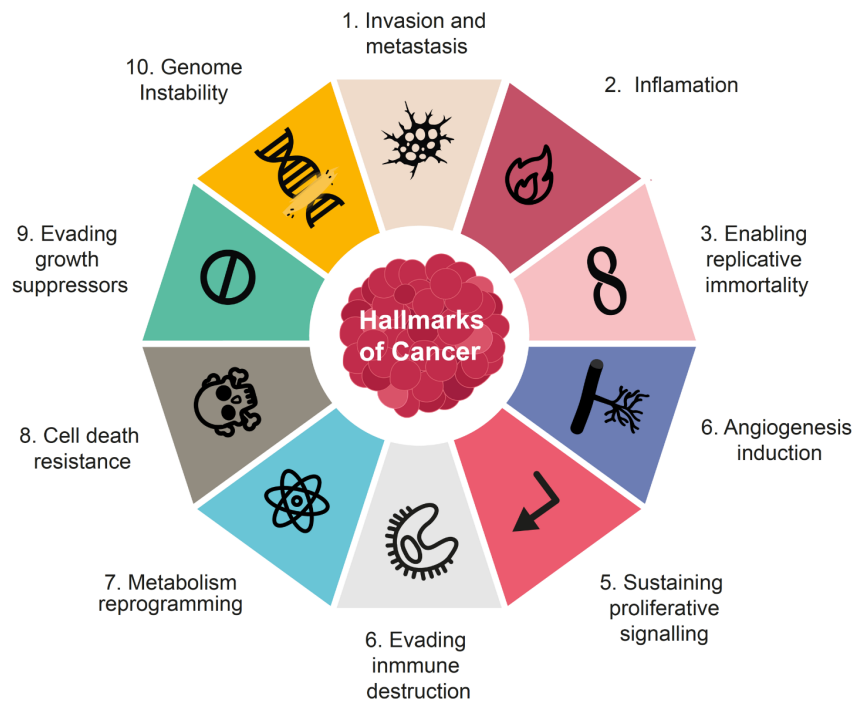 1. Invasion and
metastasis
2. Inflamation
3. Enabling
replicative
immortality
6. Angiogenesis
induction
5. Sustaining
proliferative
signalling
6. Evading
inmmune
destruction
7. Metabolism
reprogramming
8. Cell death
resistance
9. Evading
growth
suppressors
10. Genome
Instability
Hallmarks
of Cancer